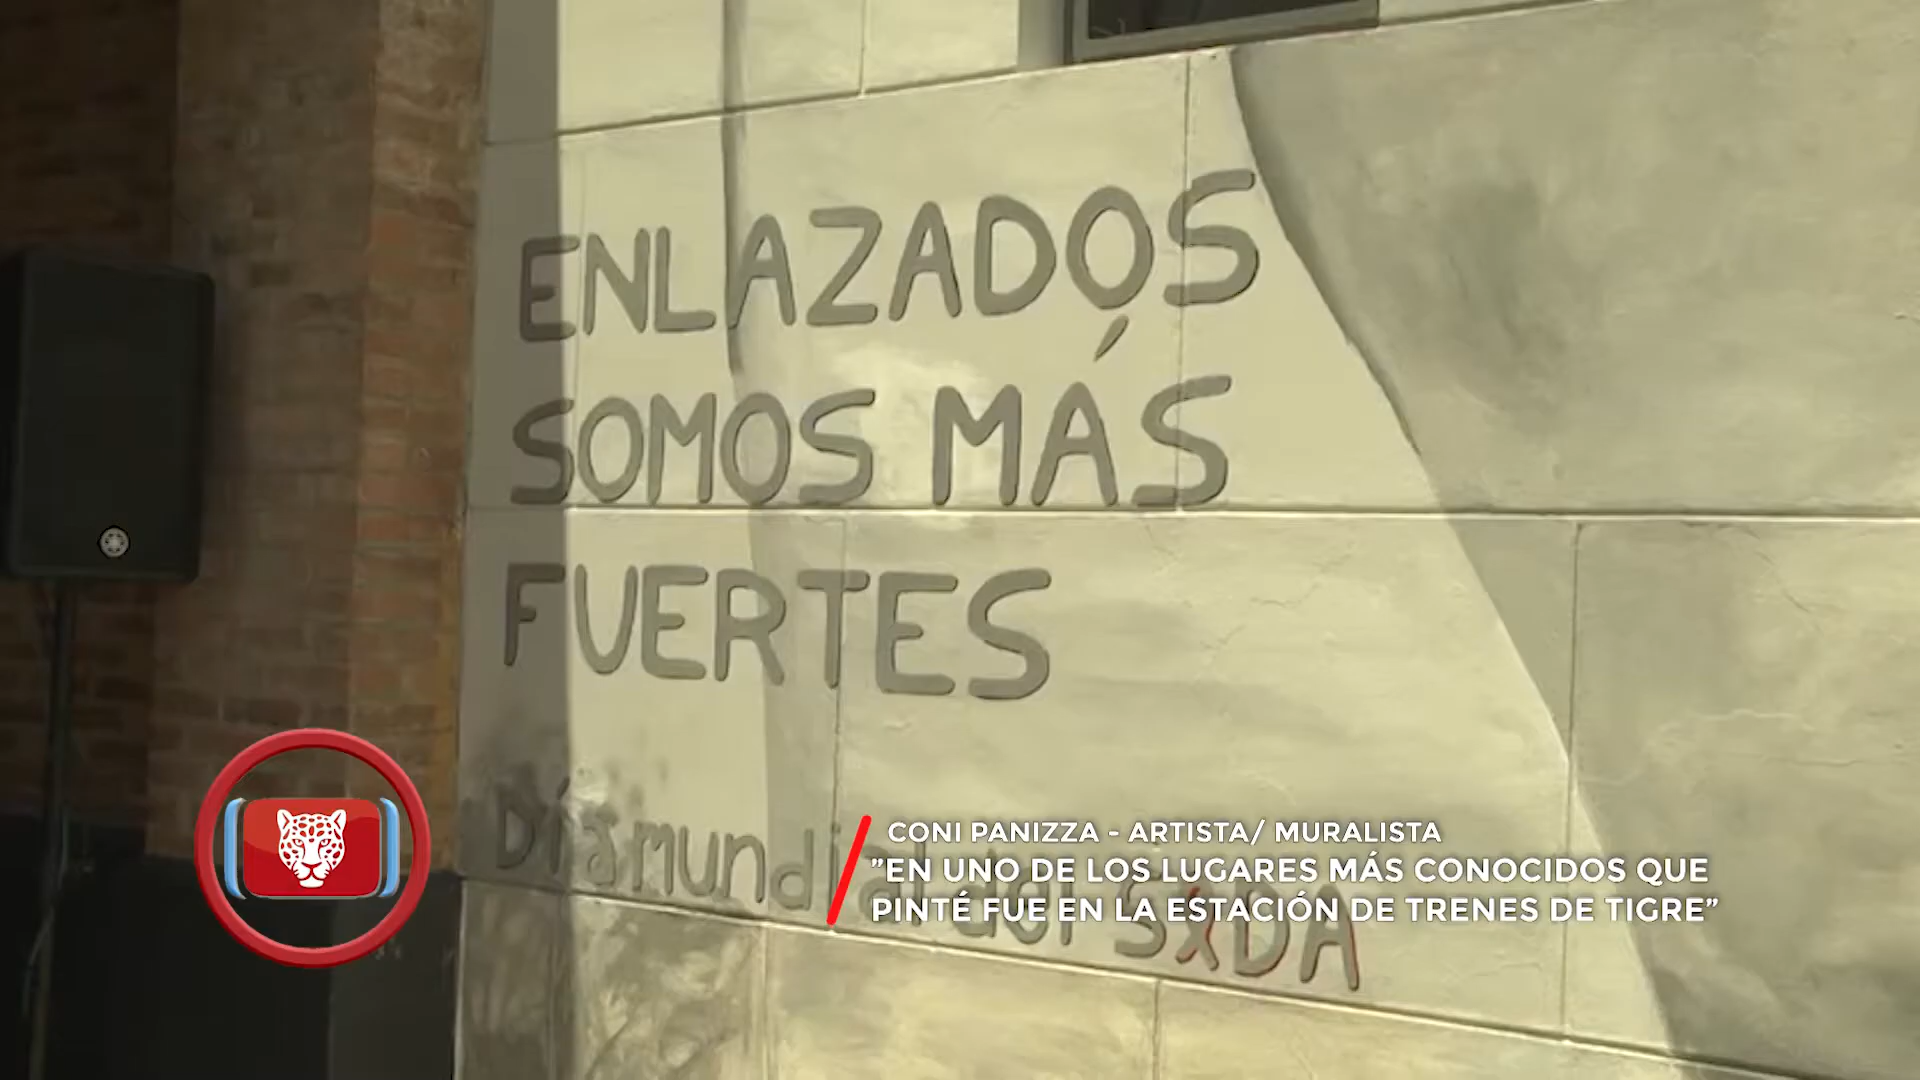 ENLAZADOS
SOMOS MÁS
FUERTES
Día mundial del SIDA
CONI PANIZZA - ARTISTA/ MURALISTA
"EN UNO DE LOS LUGARES MÁS CONOCIDOS QUE
PINTÉ FUE EN LA ESTACIÓN DE TRENES DE TIGRE"